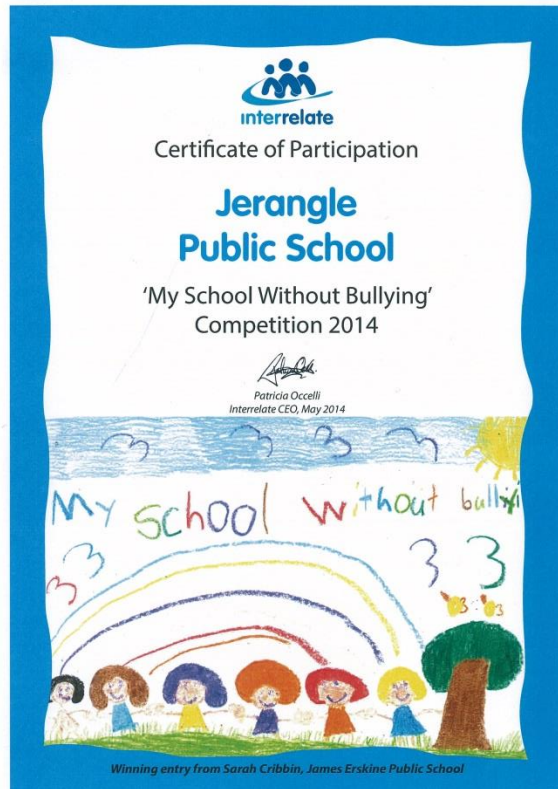 interrelate
Certificate of Participation
Jerangle
Public School
'My School Without Bullying'
Competition 2014
Patricia Occelli
Interrelate CEO, May 2014
My school without
Winning entry from Sarah Cribbin, James Erskine Public School